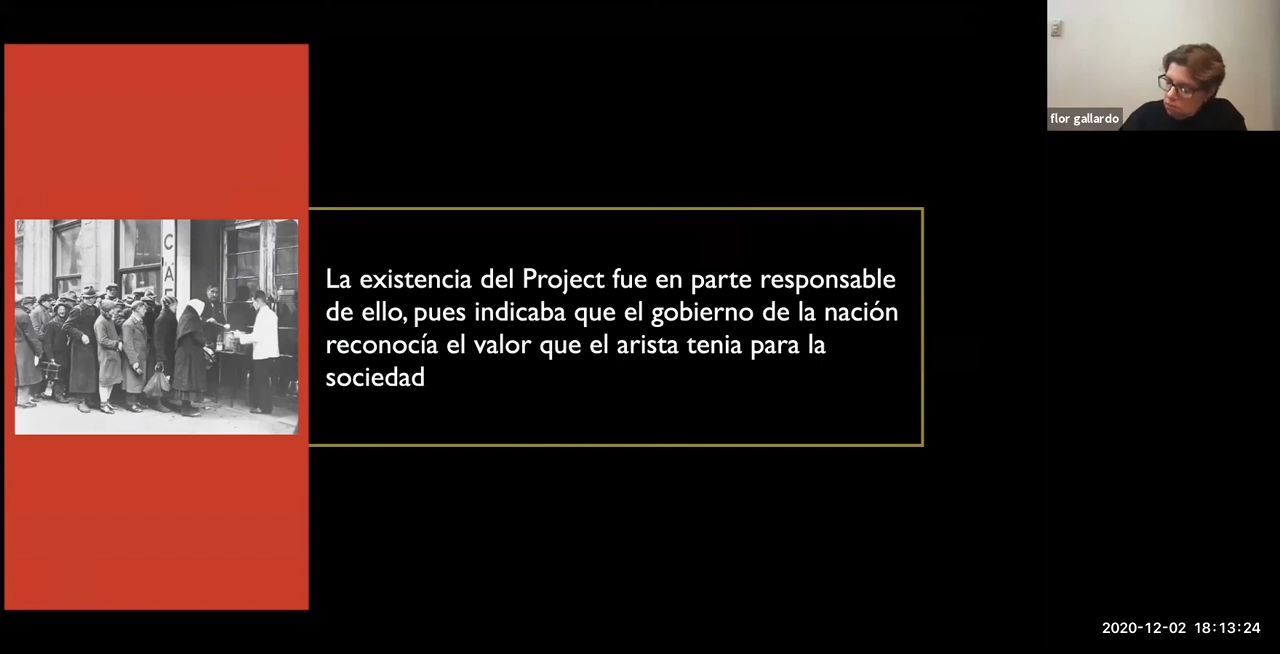 flor gallardo
CAF
La existencia del Project fue en parte responsable
de ello, pues indicaba que el gobierno de la nación
reconocía el valor que el arista tenia para la
sociedad
2020-12-02 18:13:24